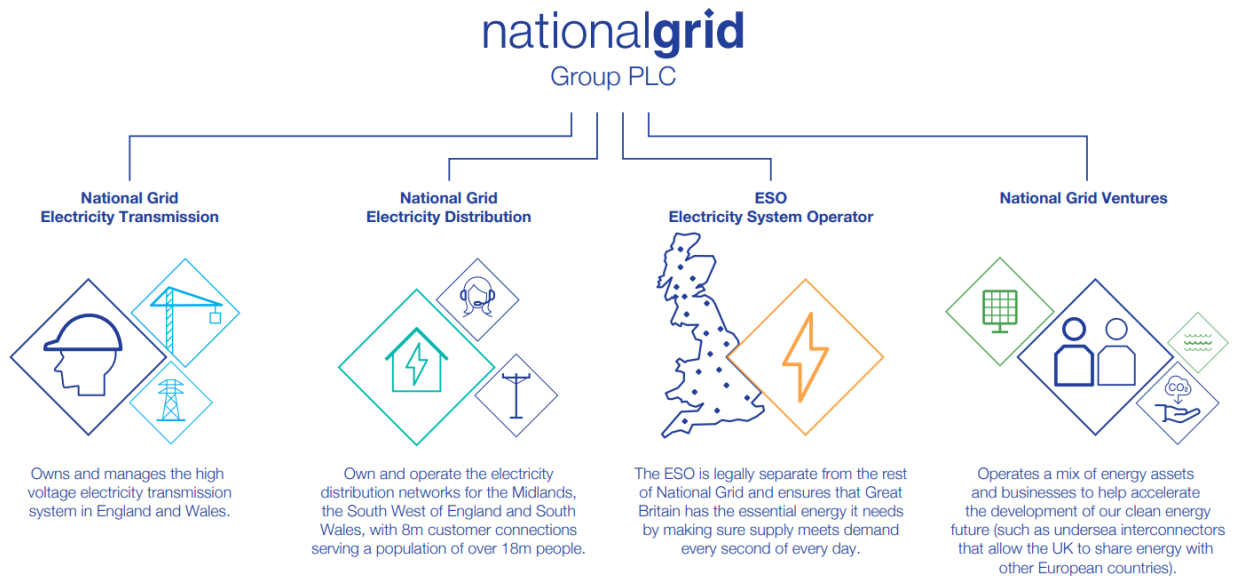 nationalgrid
Group PLC
National Grid
Electricity Transmission
Owns and manages the high
voltage electricity transmission
system in England and Wales.
National Grid
Electricity Distribution
Own and operate the electricity
distribution networks for the Midlands,
the South West of England and South
Wales, with 8m customer connections
serving a population of over 18m people.
ESO
Electricity System Operator
The ESO is legally separate from the rest
of National Grid and ensures that Great
Britain has the essential energy it needs
by making sure supply meets demand
every second of every day.
National Grid Ventures
CO₂
Operates a mix of energy assets
and businesses to help accelerate
the development of our clean energy
future (such as undersea interconnectors
that allow the UK to share energy with
other European countries).